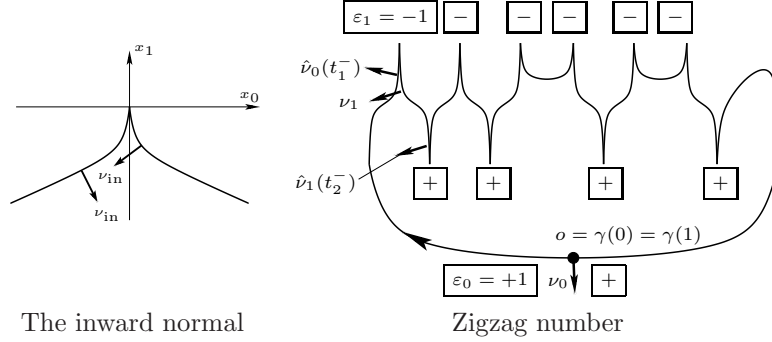 x₁
x₀
ν_in
ν_in
The inward normal
ε₁ = −1
−
−
−
−
−
ν̂₀(t₁⁻)
ν₁
ν̂₁(t₂⁻)
+
+
+
+
o = γ(0) = γ(1)
ε₀ = +1
ν₀
+
Zigzag number